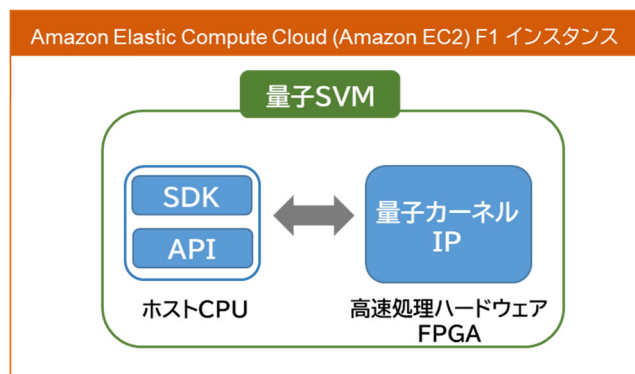 Amazon Elastic Compute Cloud (Amazon EC2) F1 インスタンス
量子SVM
SDK
API
量子カーネル
IP
ホストCPU
高速処理ハードウェア
FPGA